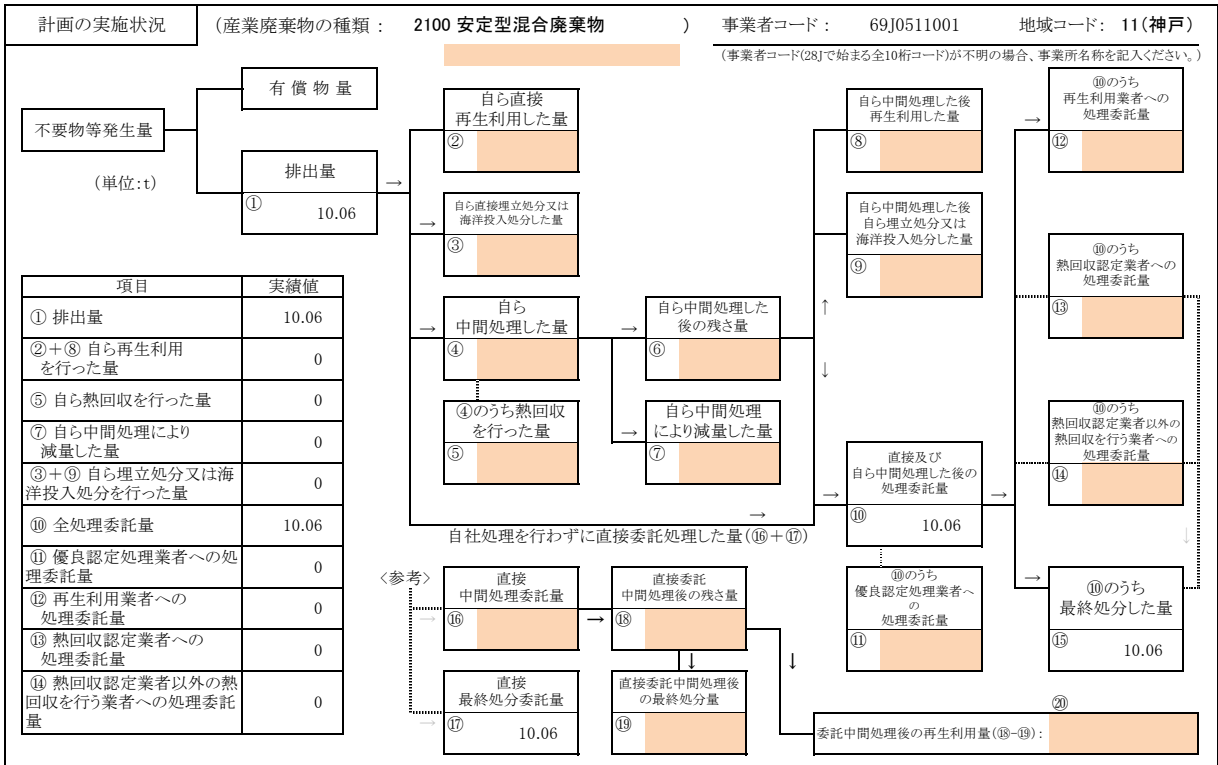 計画の実施状況 (産業廃棄物の種類： 2100 安定型混合廃棄物 ) 事業者コード： 69J0511001 地域コード： 11(神戸)
(事業者コード(28Jで始まる全10桁コード)が不明の場合、事業所名称を記入ください。)
不要物等発生量
(単位:t)
有償物量
排出量
① 10.06
→
自ら直接
再生利用した量
②
→
自ら直接埋立処分又は
海洋投入処分した量
③
→
自ら
中間処理した量
④
④のうち熱回収
を行った量
⑤
→
自ら中間処理した
後の残さ量
⑥
→
自ら中間処理
により減量した量
⑦
自ら中間処理した後
再生利用した量
⑧
自ら中間処理した後
自ら埋立処分又は
海洋投入処分した量
⑨
↑
↓
→
自社処理を行わずに直接委託処理した量(⑯+⑰)
→
直接及び
自ら中間処理した後の
処理委託量
⑩ 10.06
→
⑩のうち
優良認定処理業者へ
の
処理委託量
⑪
→
⑩のうち
再生利用業者への
処理委託量
⑫
⑩のうち
熱回収認定業者への
処理委託量
⑬
⑩のうち
熱回収認定業者以外の
熱回収を行う業者への
処理委託量
⑭
↓
→
⑩のうち
最終処分した量
⑮ 10.06
項目 実績値
① 排出量 10.06
②+⑧ 自ら再生利用
を行った量 0
⑤ 自ら熱回収を行った量 0
⑦ 自ら中間処理により
減量した量 0
③+⑨ 自ら埋立処分又は海
洋投入処分を行った量 0
⑩ 全処理委託量 10.06
⑪ 優良認定処理業者への処
理委託量 0
⑫ 再生利用業者への
処理委託量 0
⑬ 熱回収認定業者への
処理委託量 0
⑭ 熱回収認定業者以外の熱
回収を行う業者への処理委託
量 0
〈参考〉
→
直接
中間処理委託量
⑯
→
直接委託
中間処理後の残さ量
⑱
↓
↓
→
直接
最終処分委託量
⑰ 10.06
直接委託中間処理後
の最終処分量
⑲
⑳
委託中間処理後の再生利用量(⑱-⑲)：